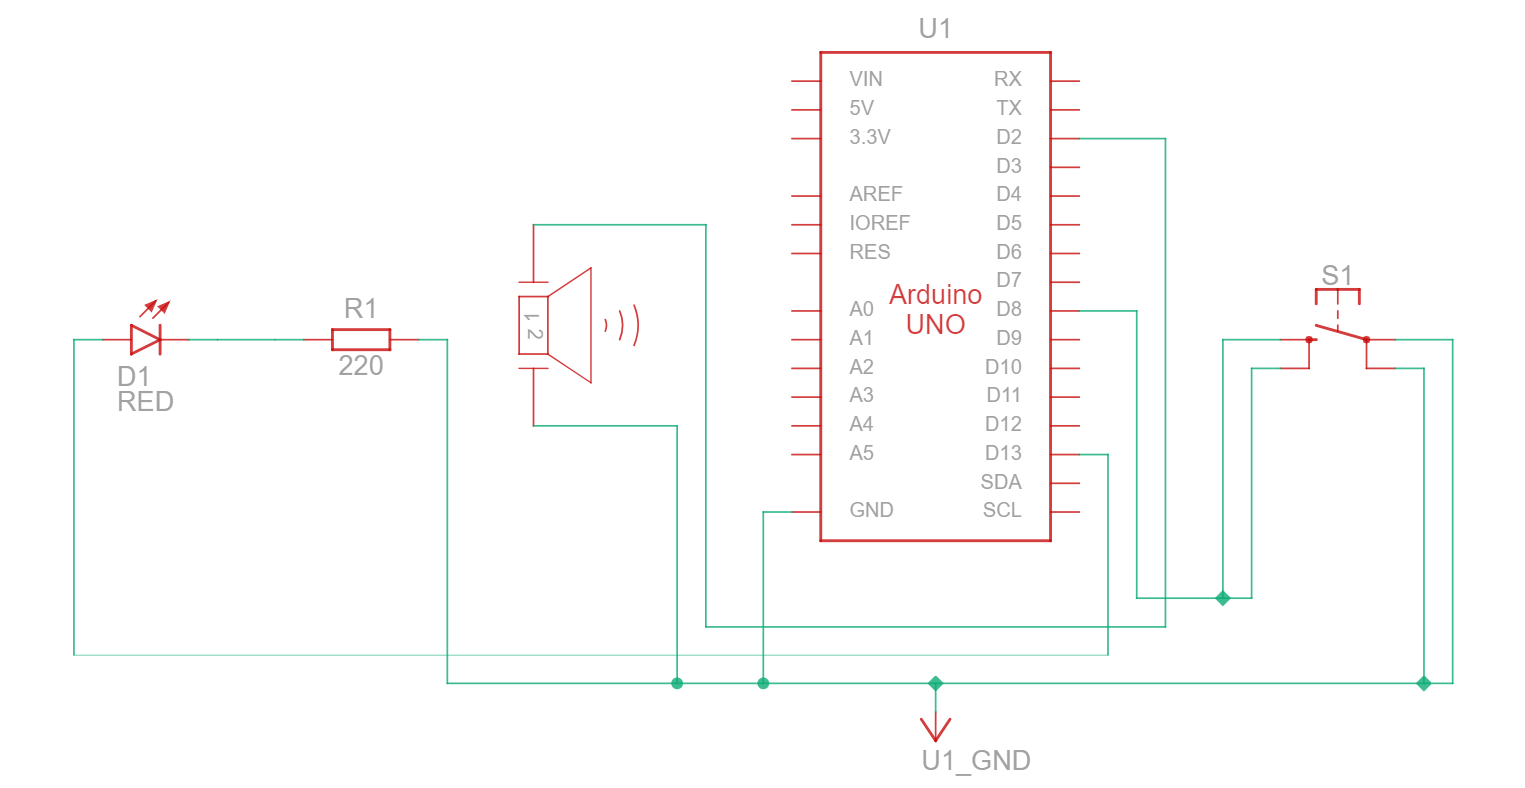 U1
VIN
5V
3.3V
AREF
IOREF
RES
A0
A1
A2
A3
A4
A5
GND
RX
TX
D2
D3
D4
D5
D6
D7
D8
D9
D10
D11
D12
D13
SDA
SCL
Arduino
UNO
D1
RED
R1
220
1
2
S1
U1_GND